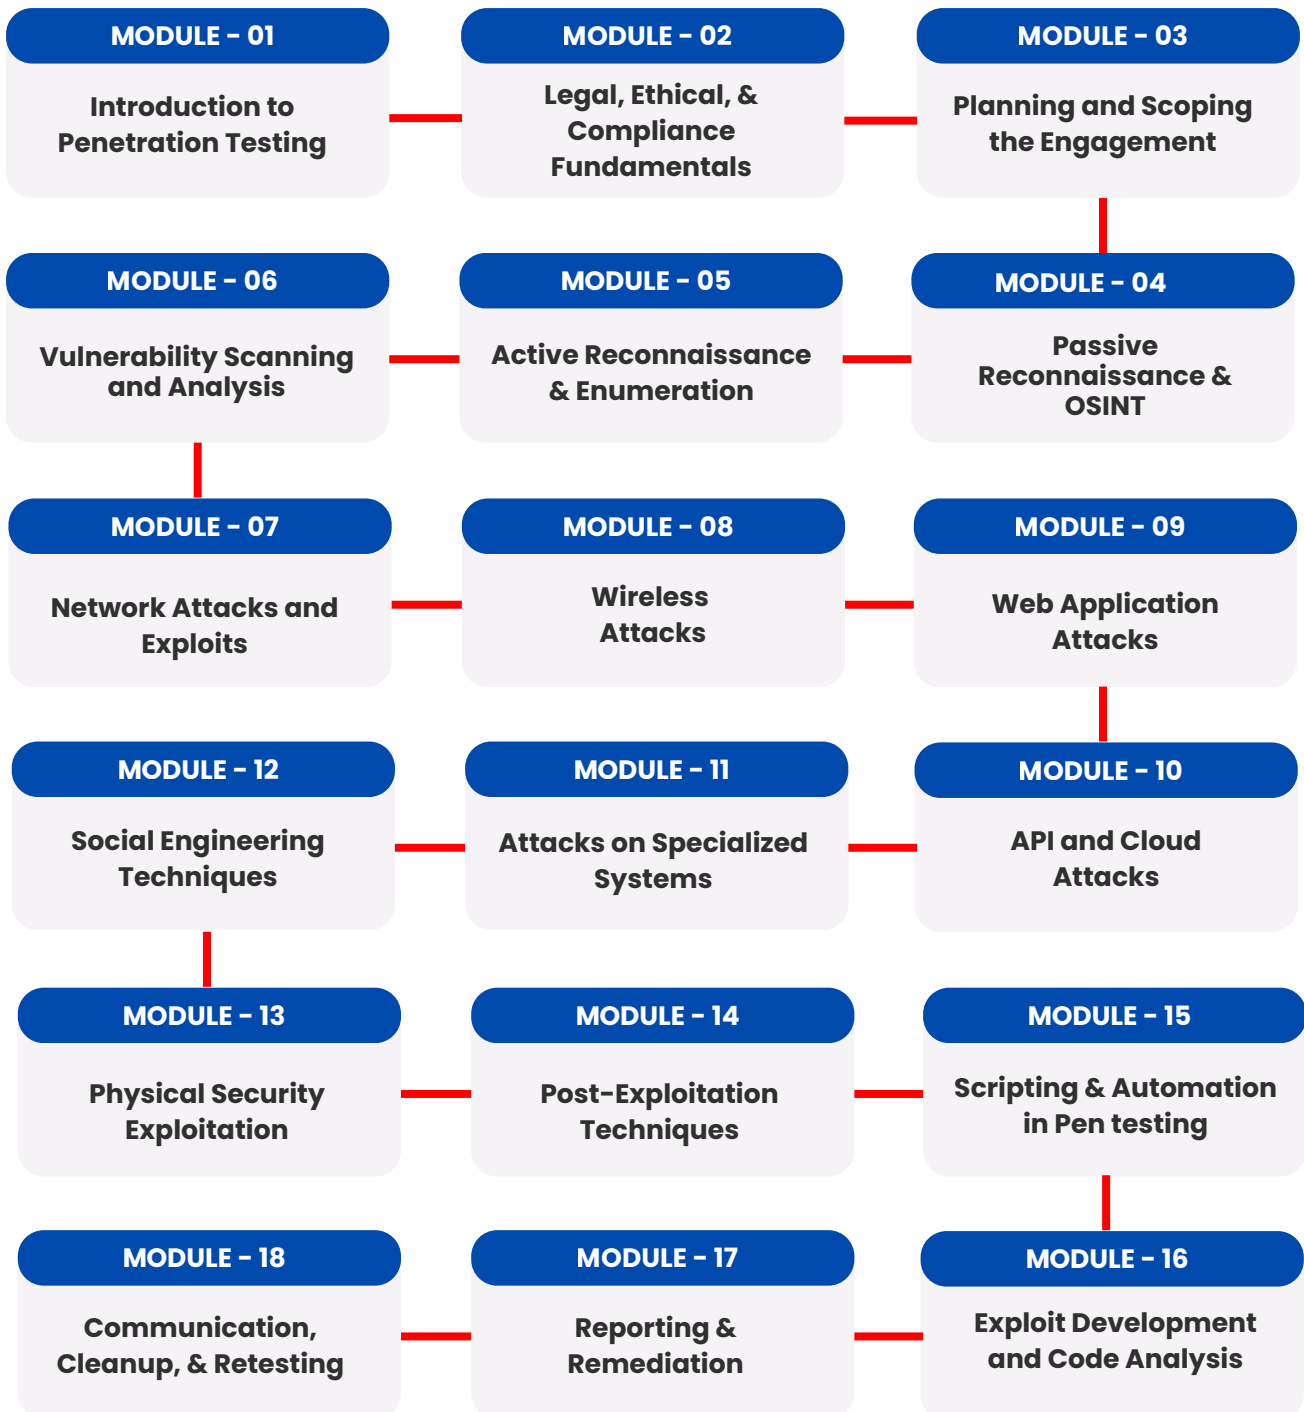 MODULE - 01
Introduction to
Penetration Testing
MODULE - 02
Legal, Ethical, &
Compliance
Fundamentals
MODULE - 03
Planning and Scoping
the Engagement
MODULE - 06
Vulnerability Scanning
and Analysis
MODULE - 05
Active Reconnaissance
& Enumeration
MODULE - 04
Passive
Reconnaissance &
OSINT
MODULE - 07
Network Attacks and
Exploits
MODULE - 08
Wireless
Attacks
MODULE - 09
Web Application
Attacks
MODULE - 12
Social Engineering
Techniques
MODULE - 11
Attacks on Specialized
Systems
MODULE - 10
API and Cloud
Attacks
MODULE - 13
Physical Security
Exploitation
MODULE - 14
Post-Exploitation
Techniques
MODULE - 15
Scripting & Automation
in Pen testing
MODULE - 18
Communication,
Cleanup, & Retesting
MODULE - 17
Reporting &
Remediation
MODULE - 16
Exploit Development
and Code Analysis